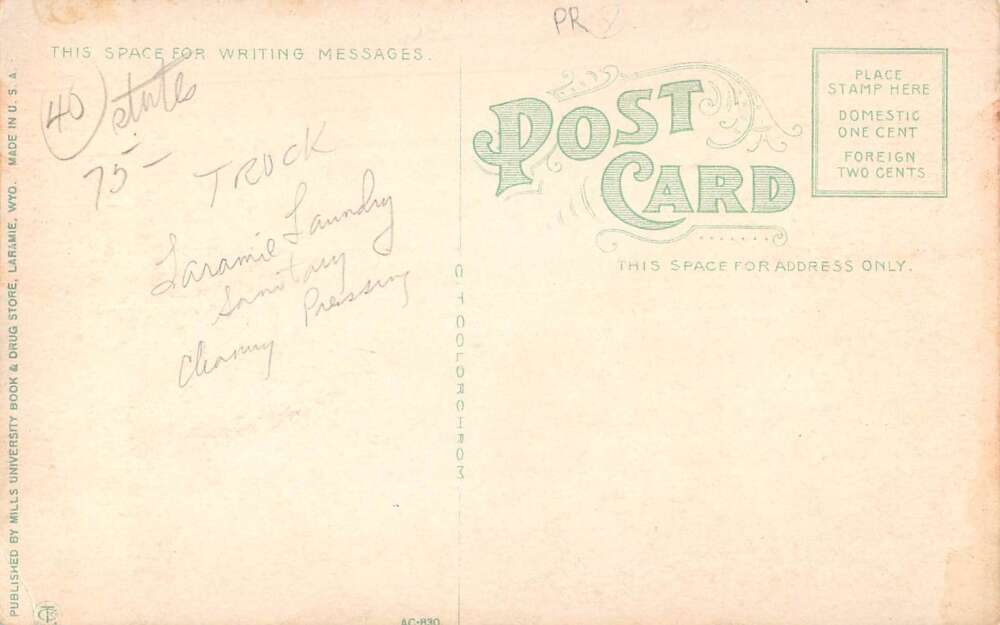 PR
THIS SPACE FOR WRITING MESSAGES.
40
75-
TRUCK
Laramie Laundry
Sanitary
Cleaning Pressing
PUBLISHED BY MILLS UNIVERSITY BOOK & DRUG STORE, LARAMIE, WYO. MADE IN U. S. A.
C. T. COLORCHROM
AC-830
POST
CARD
PLACE
STAMP HERE
DOMESTIC
ONE CENT
FOREIGN
TWO CENTS
THIS SPACE FOR ADDRESS ONLY.